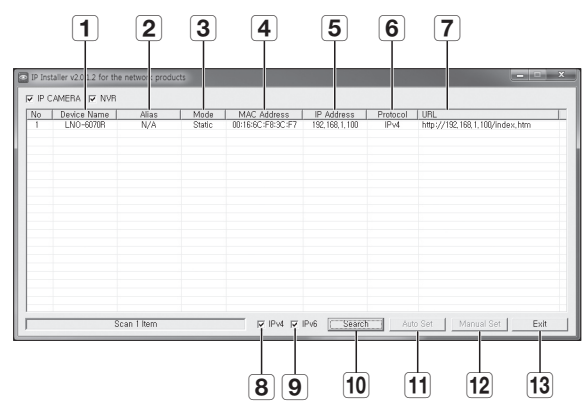 1 2 3 4 5 6 7
IP Installer v2.0.1.2 for the network products
IP CAMERA NVR
No Device Name Alias Mode MAC Address IP Address Protocol URL
1 LNO-6070R N/A Static 00:16:6C:F8:3C:F7 192,168,1,100 IPv4 http://192,168,1,100/index,htm
Scan 1 Item IPv4 IPv6 Search Auto Set Manual Set Exit
8 9 10 11 12 13